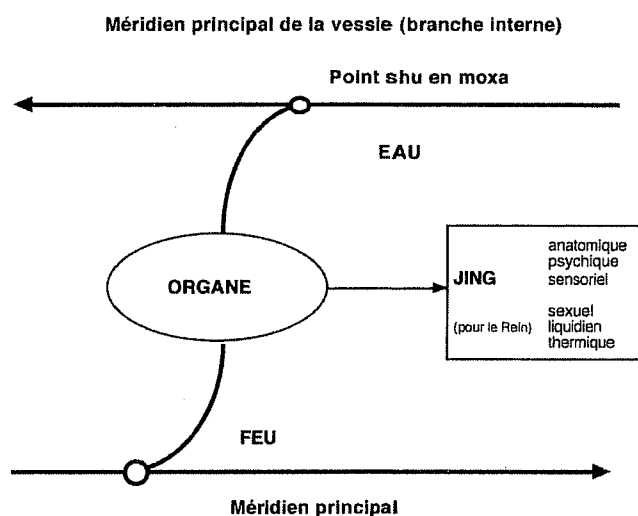 Méridien principal de la vessie (branche interne)
Point shu en moxa
EAU
ORGANE
JING
anatomique
psychique
sensoriel
(pour le Rein)
sexuel
liquidien
thermique
FEU
Méridien principal